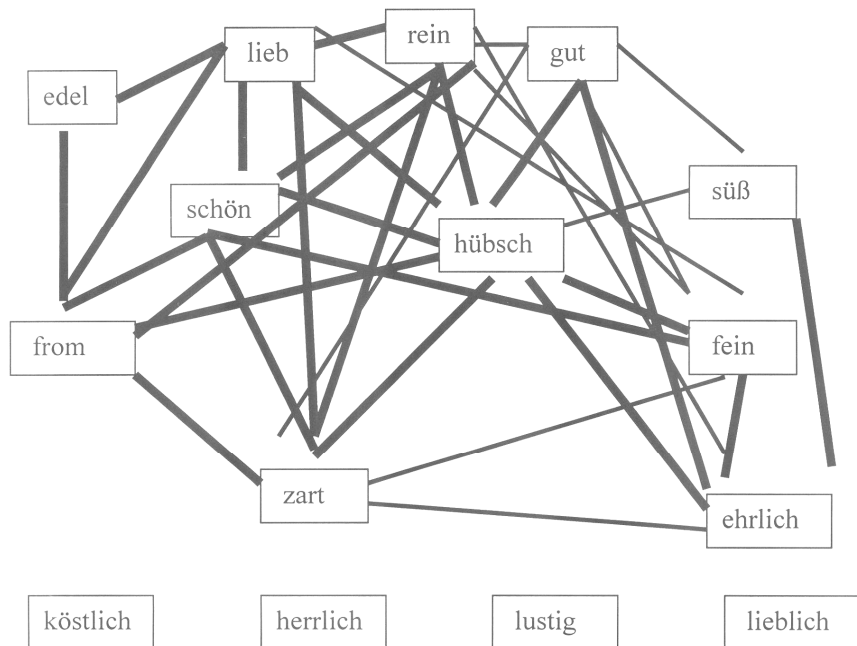 rein
lieb
gut
edel
süß
schön
hübsch
from
fein
zart
ehrlich
köstlich
herrlich
lustig
lieblich